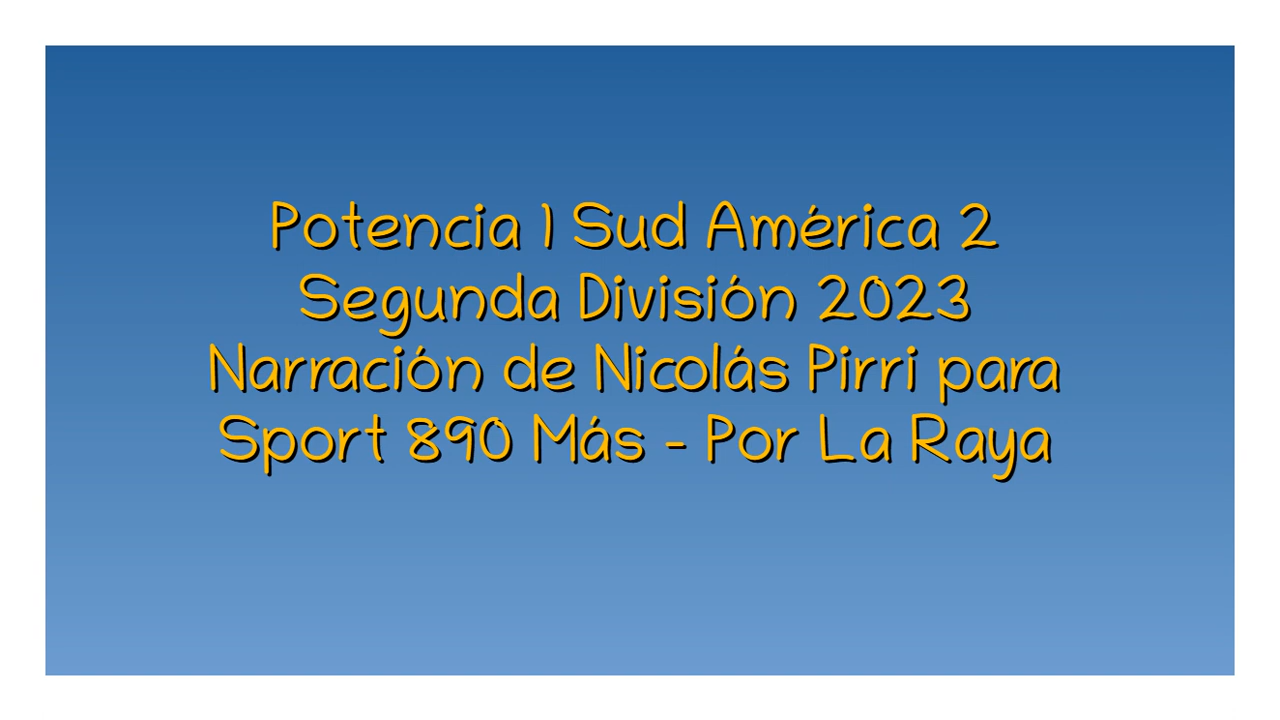 Potencia 1 Sud América 2
Segunda División 2023
Narración de Nicolás Pirri para
Sport 890 Más - Por La Raya